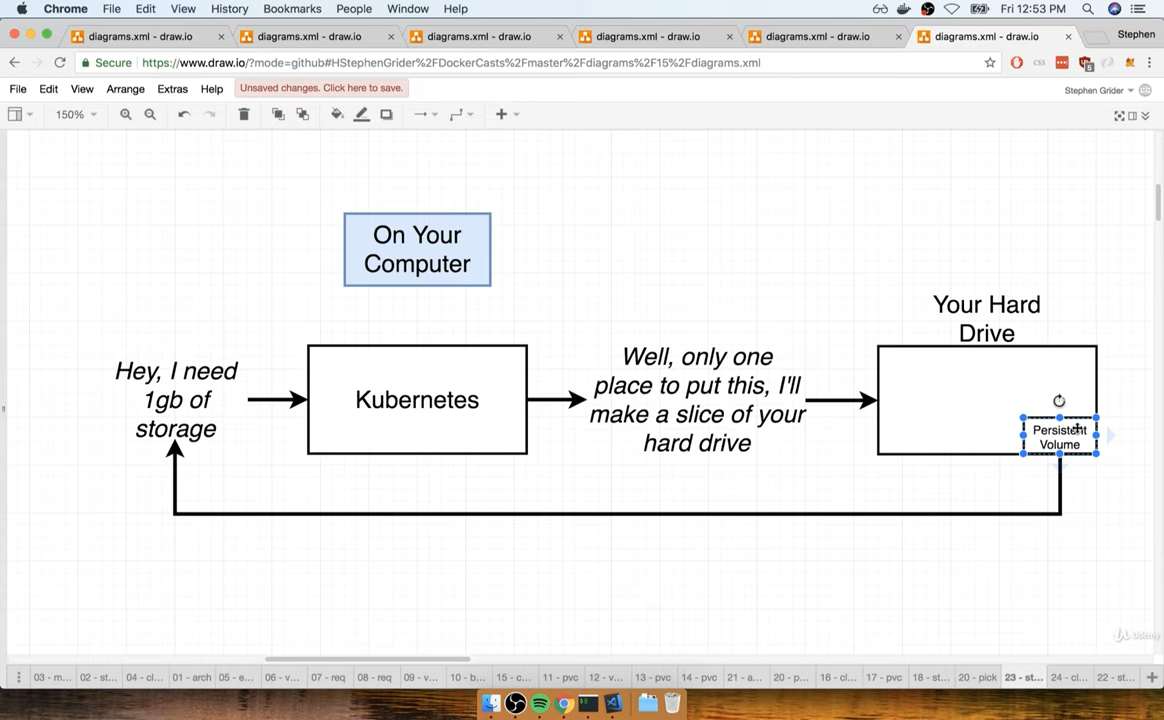 Chrome File Edit View History Bookmarks People Window Help Fri 12:53 PM
diagrams.xml - draw.io diagrams.xml - draw.io diagrams.xml - draw.io diagrams.xml - draw.io diagrams.xml - draw.io diagrams.xml - draw.io Stephen
Secure https://www.draw.io/?mode=github#HStephenGrider%2FDockerCasts%2Fmaster%2Fdiagrams%2F15%2Fdiagrams.xml
File Edit View Arrange Extras Help Unsaved changes. Click here to save. Stephen Grider
150%
On Your
Computer
Your Hard
Drive
Hey, I need
1gb of
storage
Kubernetes
Well, only one
place to put this, I'll
make a slice of your
hard drive
Persistent
Volume
Udemy
03 - m... 02 - st... 04 - cl... 01 - arch 05 - e... 06 - v... 07 - req 08 - req 09 - v... 10 - b... 15 - c... 11 - pvc 12 - v... 13 - pvc 14 - pvc 21 - a... 20 - p... 16 - cl... 17 - pvc 18 - st... 20 - pick 23 - st... 24 - cl... 22 - st...